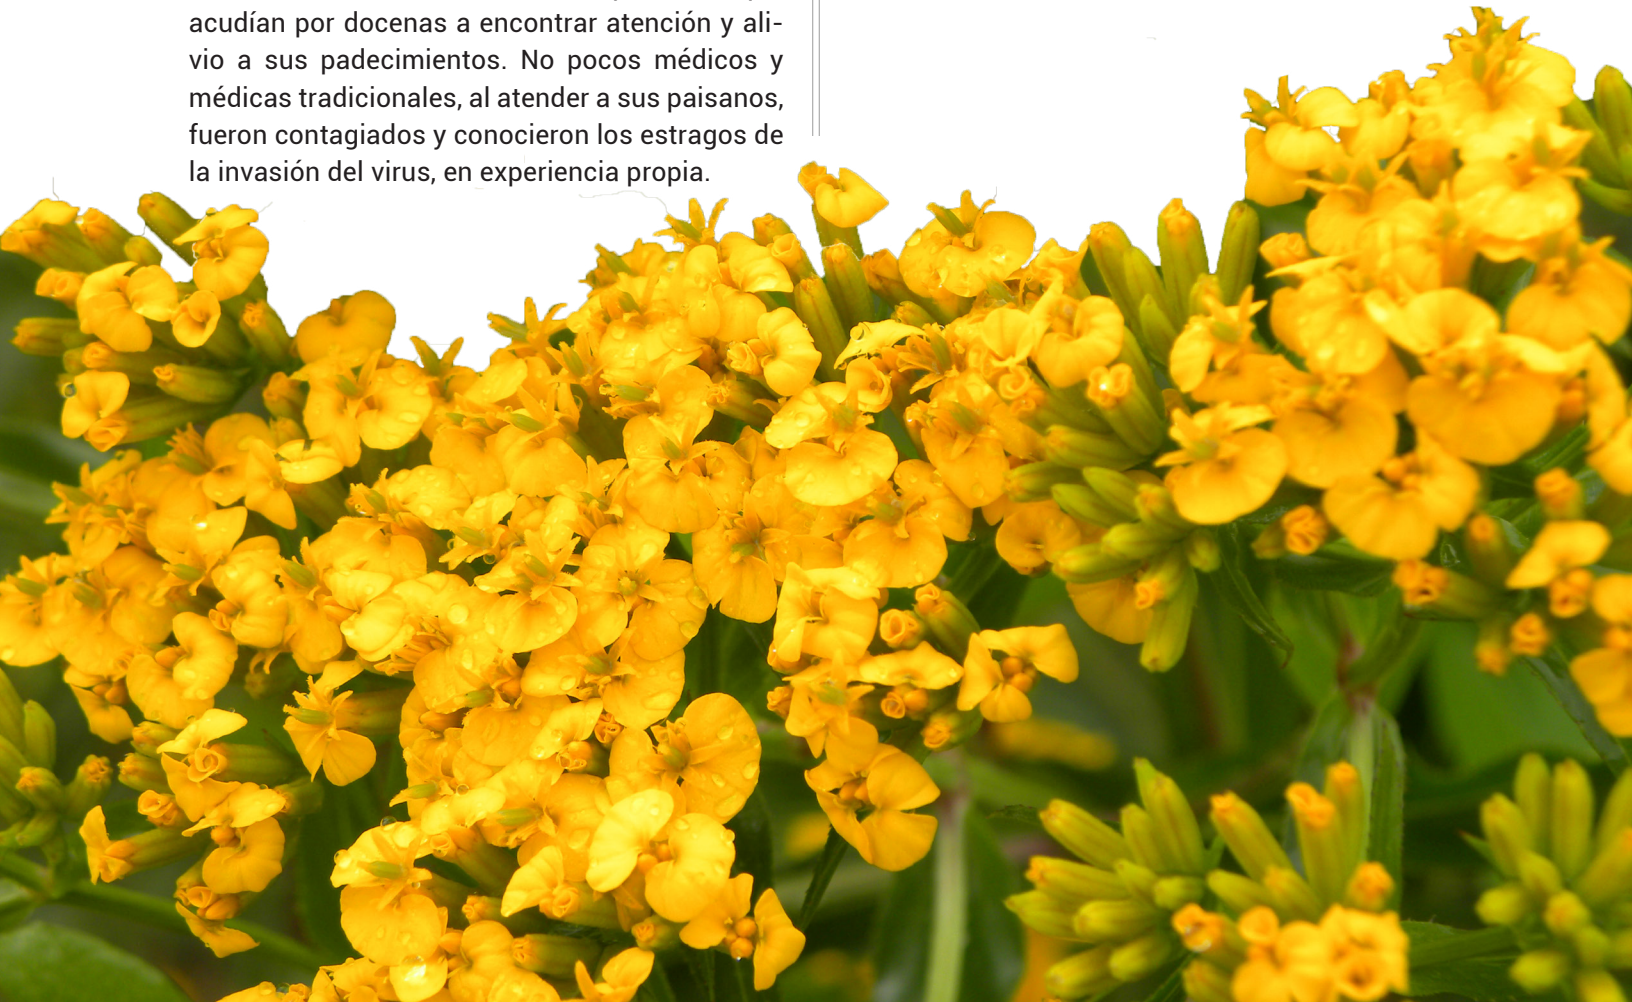 acudían por docenas a encontrar atención y ali-
vio a sus padecimientos. No pocos médicos y
médicas tradicionales, al atender a sus paisanos,
fueron contagiados y conocieron los estragos de
la invasión del virus, en experiencia propia.